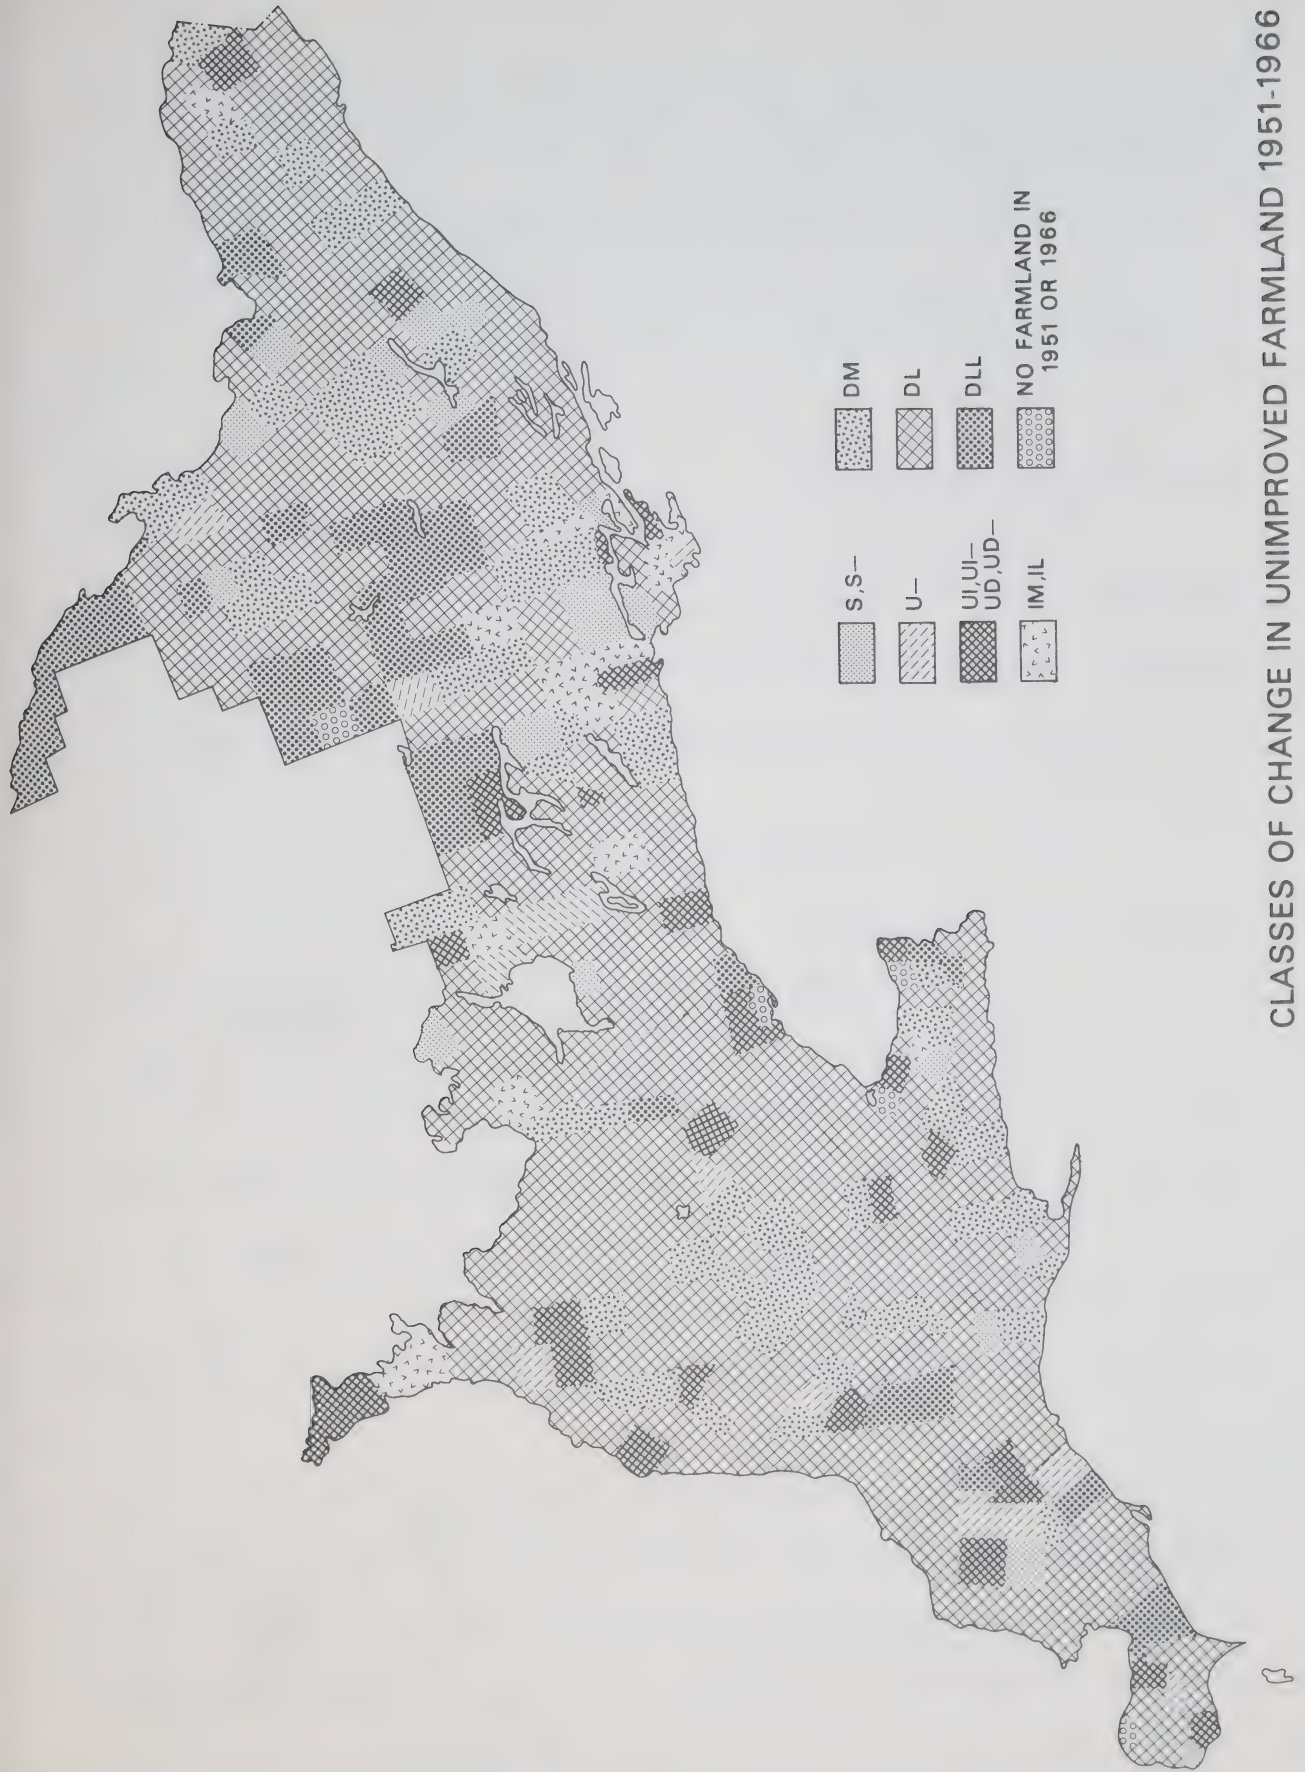 S,S—
U—
UI,UI—
UD,UD—
IM,IL
DM
DL
DLL
NO FARMLAND IN
1951 OR 1966
CLASSES OF CHANGE IN UNIMPROVED FARMLAND 1951-1966